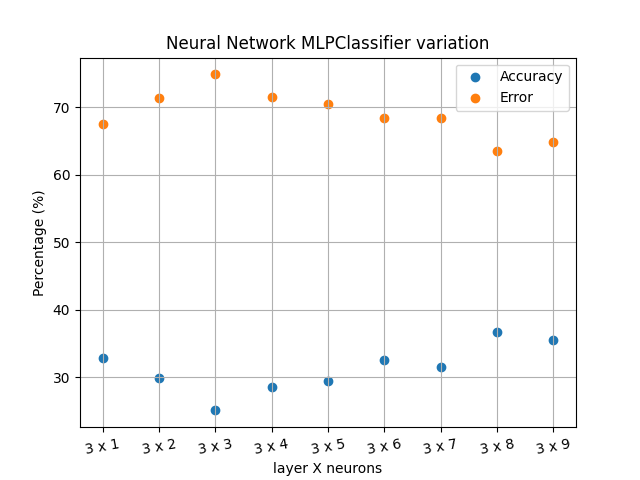 Neural Network MLPClassifier variation
Accuracy
Error
70
60
50
40
30
Percentage (%)
3 x 1 3 x 2 3 x 3 3 x 4 3 x 5 3 x 6 3 x 7 3 x 8 3 x 9
layer X neurons